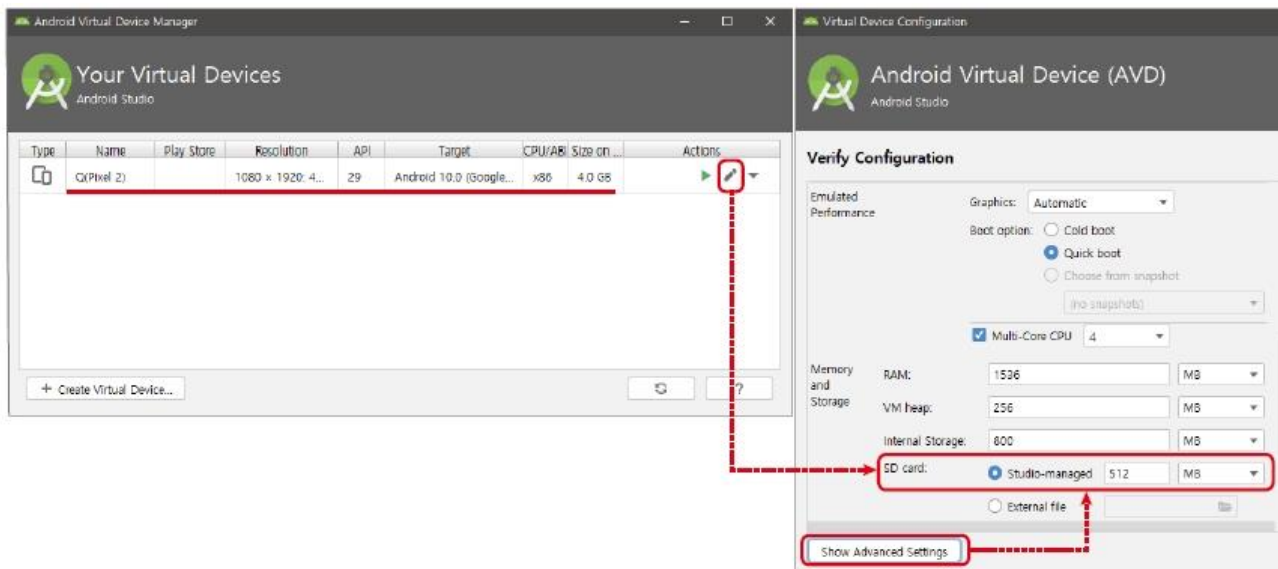 Android Virtual Device Manager
Your Virtual Devices
Android Studio
Type Name Play Store Resolution API Target CPU/ABI Size on ... Actions
Q(Pixel 2) 1080 × 1920: 4... 29 Android 10.0 (Google... x86 4.0 GB
+ Create Virtual Device...
?
Virtual Device Configuration
Android Virtual Device (AVD)
Android Studio
Verify Configuration
Emulated Performance
Graphics: Automatic
Boot option: Cold boot
Quick boot
Choose from snapshot
(no snapshots)
Multi-Core CPU 4
Memory and Storage
RAM: 1536 MB
VM heap: 256 MB
Internal Storage: 800 MB
SD card: Studio-managed 512 MB
External file
Show Advanced Settings